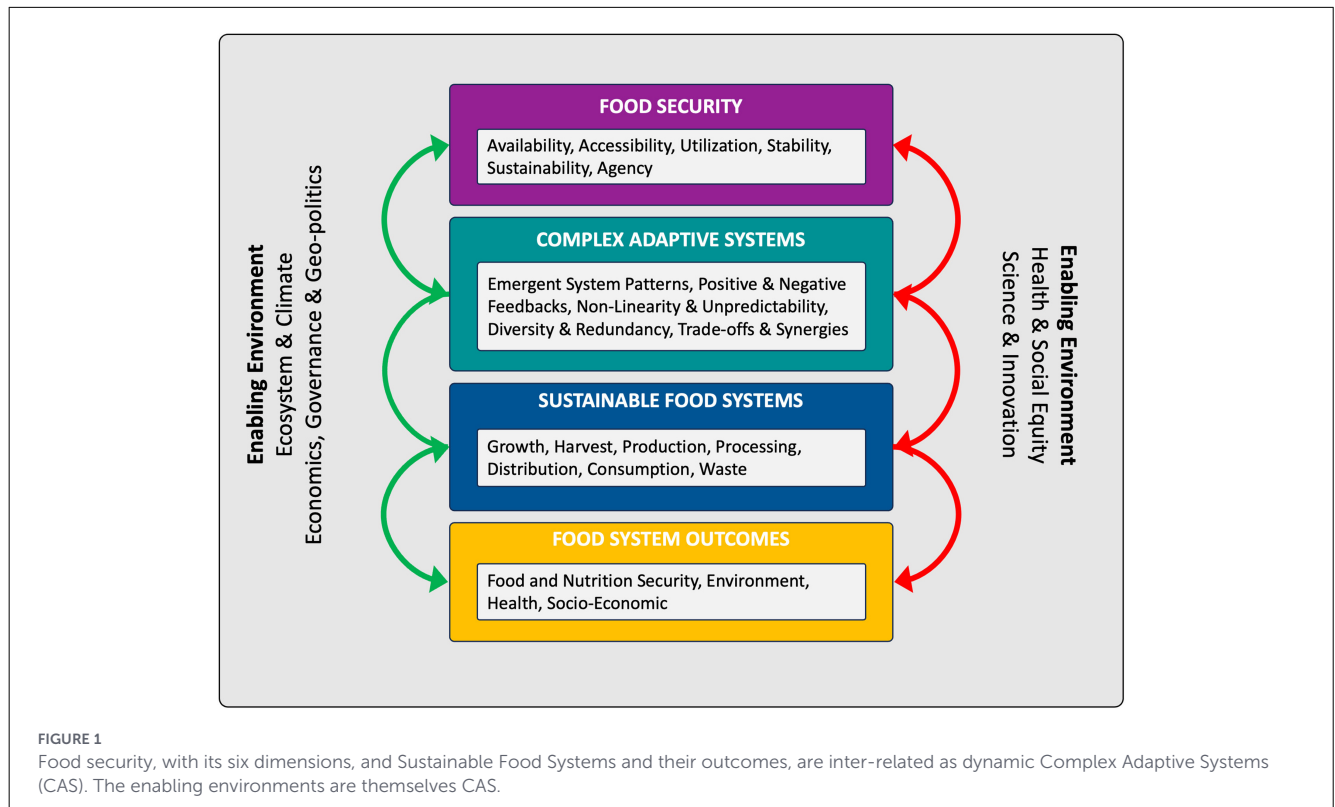 Enabling Environment
Ecosystem & Climate
Economics, Governance & Geo-politics
FOOD SECURITY
Availability, Accessibility, Utilization, Stability,
Sustainability, Agency
COMPLEX ADAPTIVE SYSTEMS
Emergent System Patterns, Positive & Negative
Feedbacks, Non-Linearity & Unpredictability,
Diversity & Redundancy, Trade-offs & Synergies
SUSTAINABLE FOOD SYSTEMS
Growth, Harvest, Production, Processing,
Distribution, Consumption, Waste
FOOD SYSTEM OUTCOMES
Food and Nutrition Security, Environment,
Health, Socio-Economic
Enabling Environment
Health & Social Equity
Science & Innovation
FIGURE 1
Food security, with its six dimensions, and Sustainable Food Systems and their outcomes, are inter-related as dynamic Complex Adaptive Systems
(CAS). The enabling environments are themselves CAS.